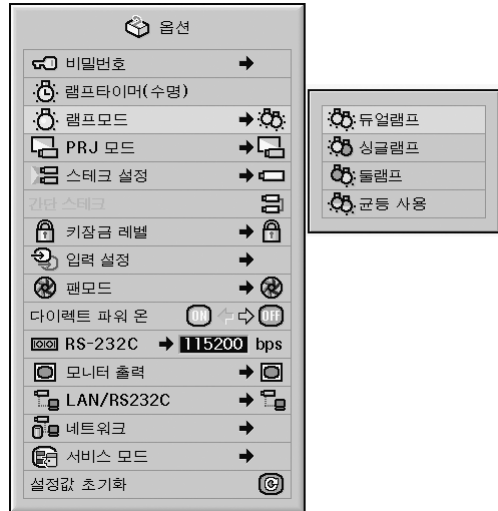 옵션
비밀번호
램프타이머(수명)
램프모드
PRJ 모드
스테크 설정
간단 스테크
키잠금 레벨
입력 설정
팬모드
다이렉트 파워 온 ON OFF
RS-232C 115200 bps
모니터 출력
LAN/RS232C
네트워크
서비스 모드
설정값 초기화
듀얼램프
싱글램프
둘램프
균등 사용